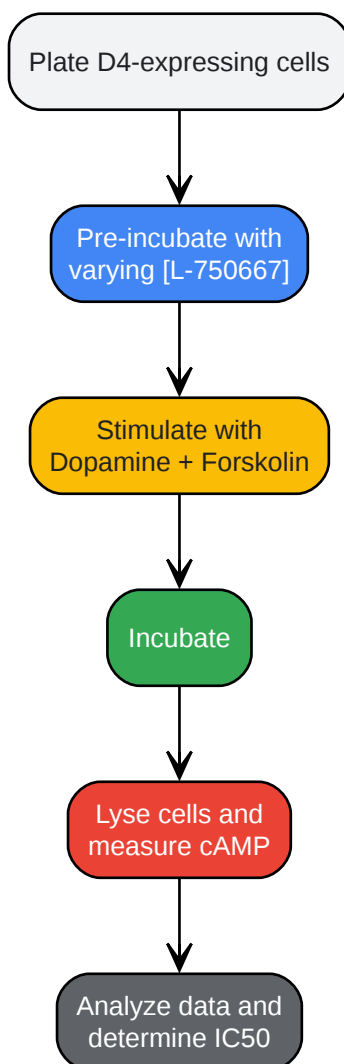 Plate D4-expressing cells
Pre-incubate with
varying [L-750667]
Stimulate with
Dopamine + Forskolin
Incubate
Lyse cells and
measure cAMP
Analyze data and
determine IC50